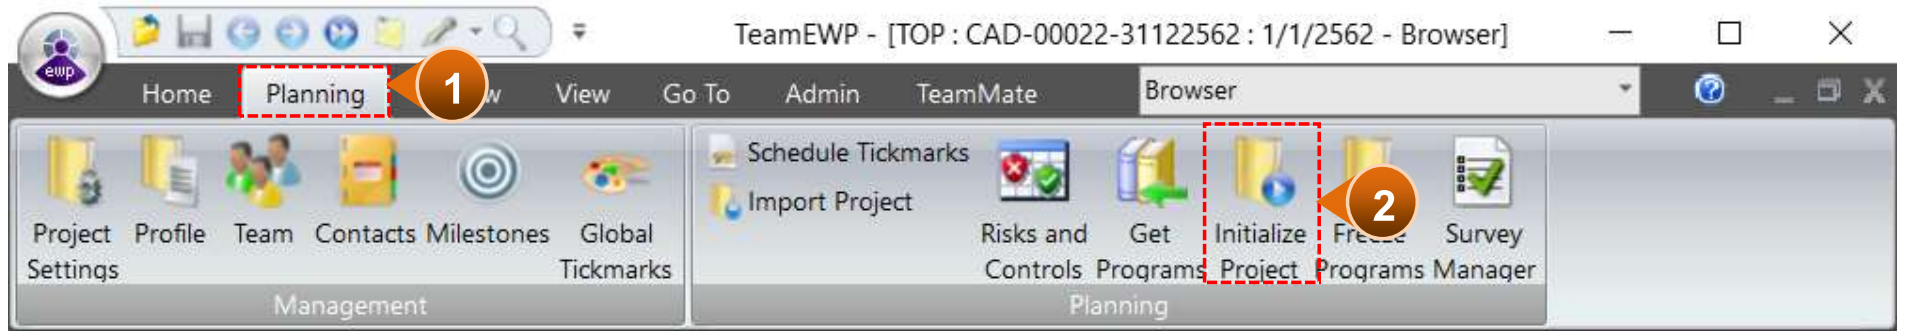 TeamEWP - [TOP : CAD-00022-31122562 : 1/1/2562 - Browser]
ewp
Home Planning 1 View Go To Admin TeamMate Browser
Schedule Tickmarks
Import Project
2
Project Settings
Profile
Team
Contacts
Milestones
Global Tickmarks
Risks and Controls
Get Programs
Initialize Project
Programs
Survey Manager
Management
Planning